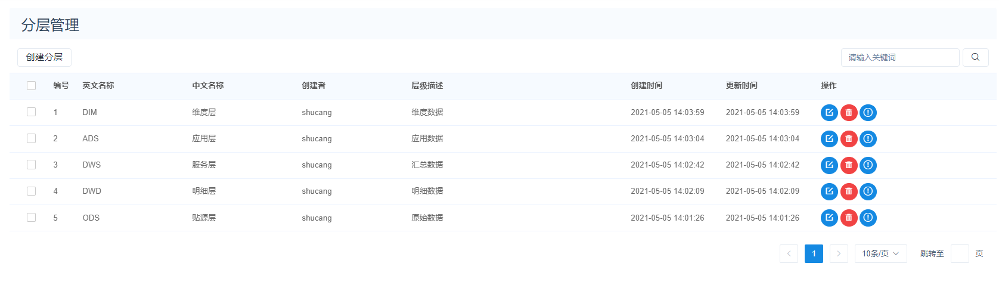 分层管理
创建分层 请输入关键词
编号 英文名称 中文名称 创建者 层级描述 创建时间 更新时间 操作
1 DIM 维度层 shucang 维度数据 2021-05-05 14:03:59 2021-05-05 14:03:59
2 ADS 应用层 shucang 应用数据 2021-05-05 14:03:04 2021-05-05 14:03:04
3 DWS 服务层 shucang 汇总数据 2021-05-05 14:02:42 2021-05-05 14:02:42
4 DWD 明细层 shucang 明细数据 2021-05-05 14:02:09 2021-05-05 14:02:09
5 ODS 贴源层 shucang 原始数据 2021-05-05 14:01:26 2021-05-05 14:01:26
1 10条/页 跳转至 页